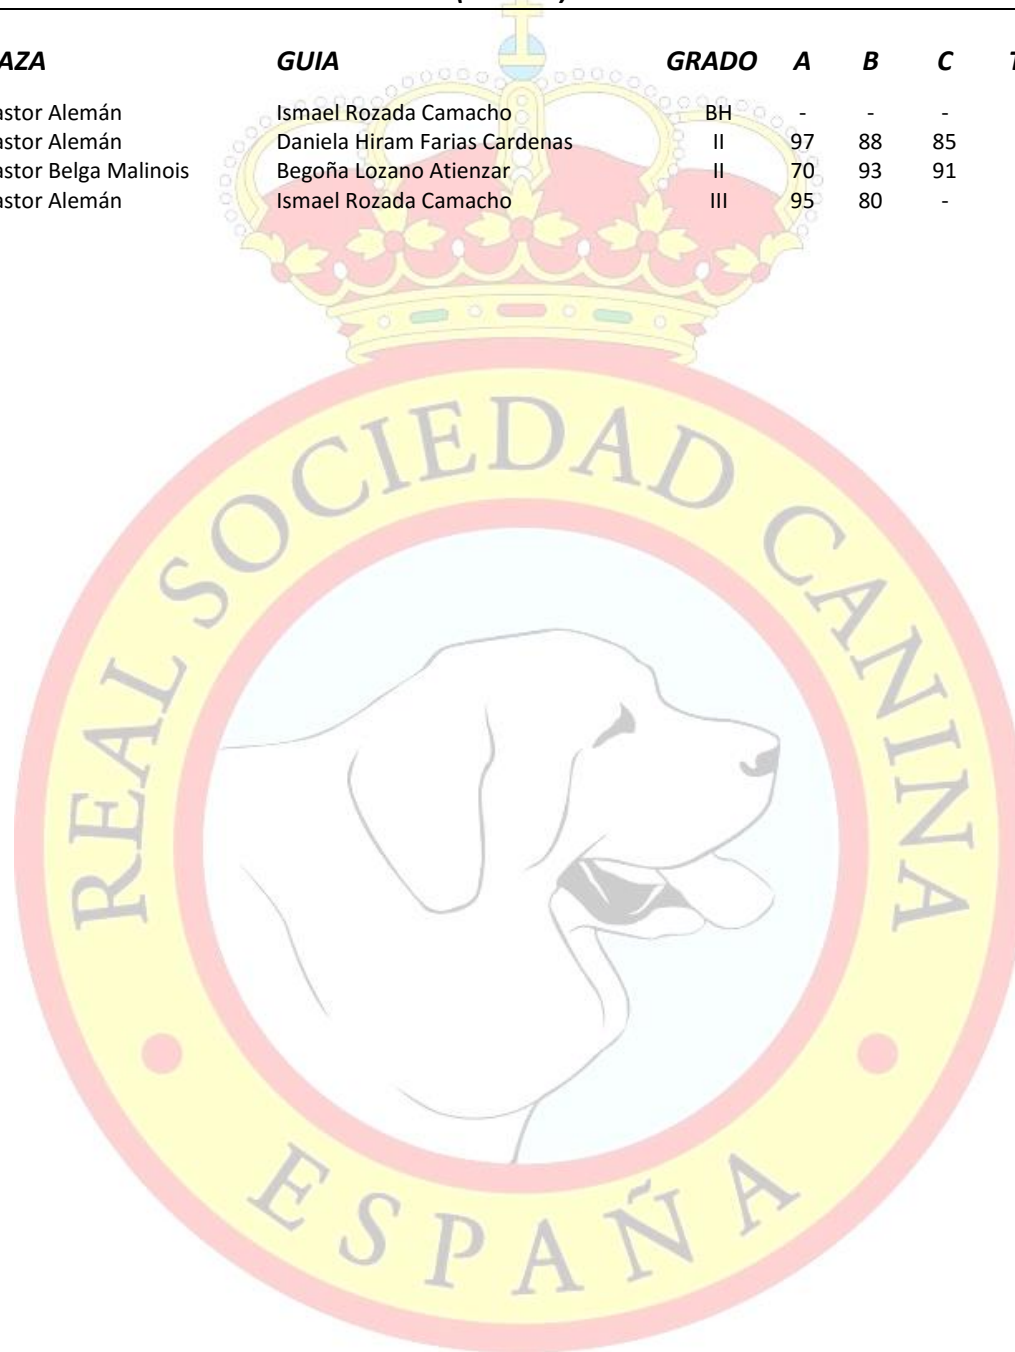 AZA GUIA GRADO A B C T
astor Alemán Ismael Rozada Camacho BH - - -
astor Alemán Daniela Hiram Farias Cardenas II 97 88 85
astor Belga Malinois Begoña Lozano Atienzar II 70 93 91
astor Alemán Ismael Rozada Camacho III 95 80 -
REAL SOCIEDAD CANINA
ESPAÑA